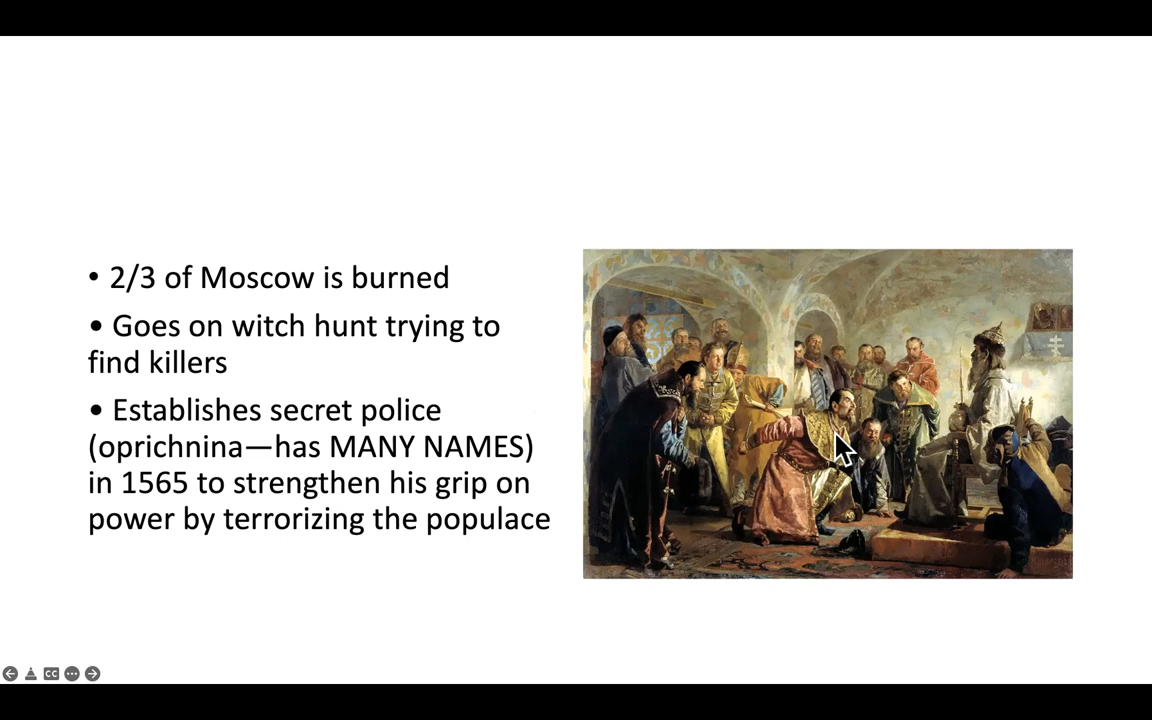 • 2/3 of Moscow is burned
• Goes on witch hunt trying to
find killers
• Establishes secret police
(oprichnina—has MANY NAMES)
in 1565 to strengthen his grip on
power by terrorizing the populace
CC